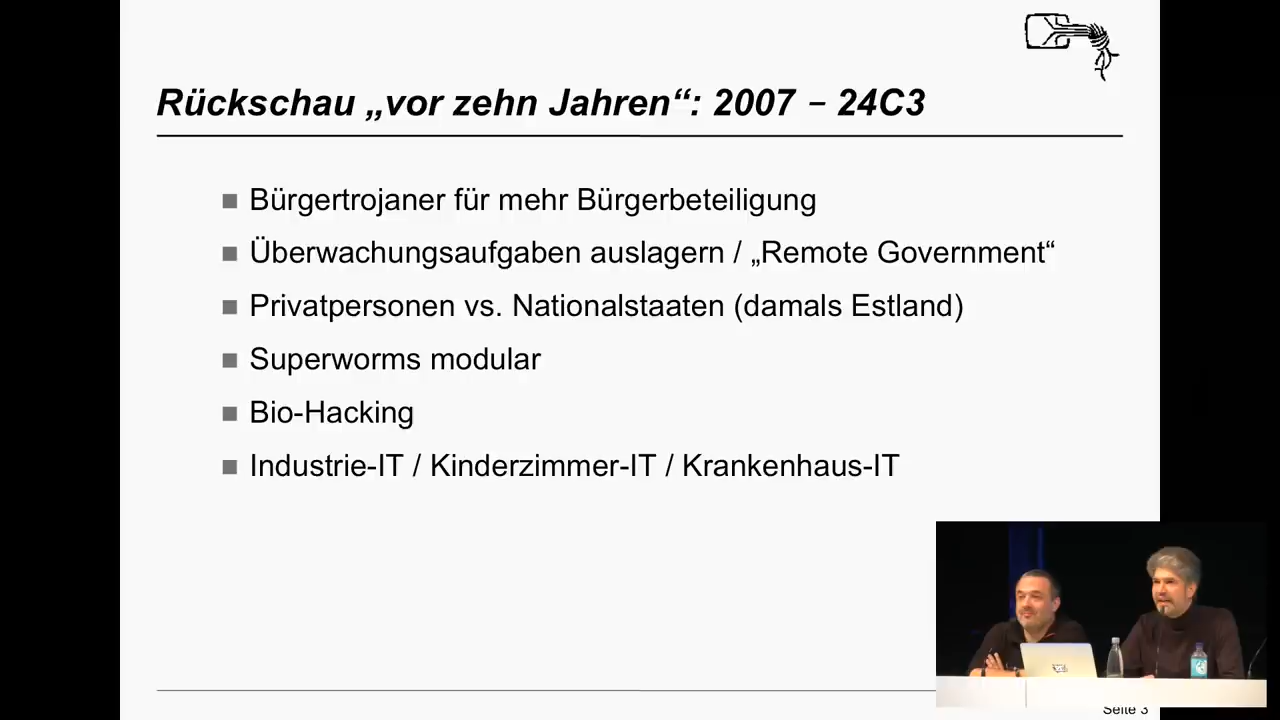 Rückschau „vor zehn Jahren“: 2007 – 24C3
Bürgertrojaner für mehr Bürgerbeteiligung
Überwachungsaufgaben auslagern / „Remote Government“
Privatpersonen vs. Nationalstaaten (damals Estland)
Superworms modular
Bio-Hacking
Industrie-IT / Kinderzimmer-IT / Krankenhaus-IT
Seite 3